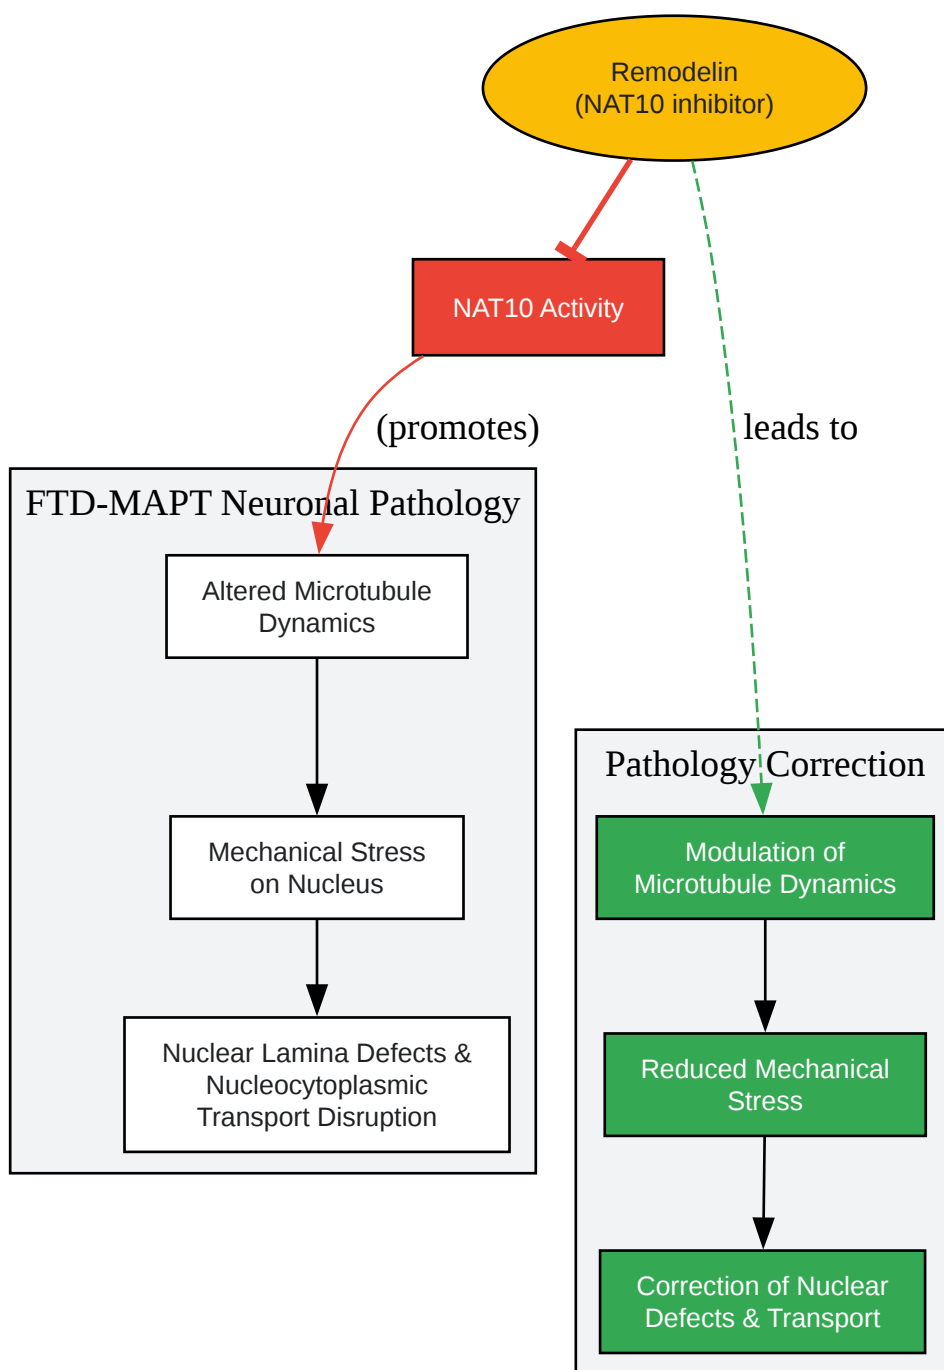 Remodelin
(NAT10 inhibitor)
NAT10 Activity
(promotes)
leads to
FTD-MAPT Neuronal Pathology
Altered Microtubule
Dynamics
Mechanical Stress
on Nucleus
Nuclear Lamina Defects &
Nucleocytoplasmic
Transport Disruption
Pathology Correction
Modulation of
Microtubule Dynamics
Reduced Mechanical
Stress
Correction of Nuclear
Defects & Transport